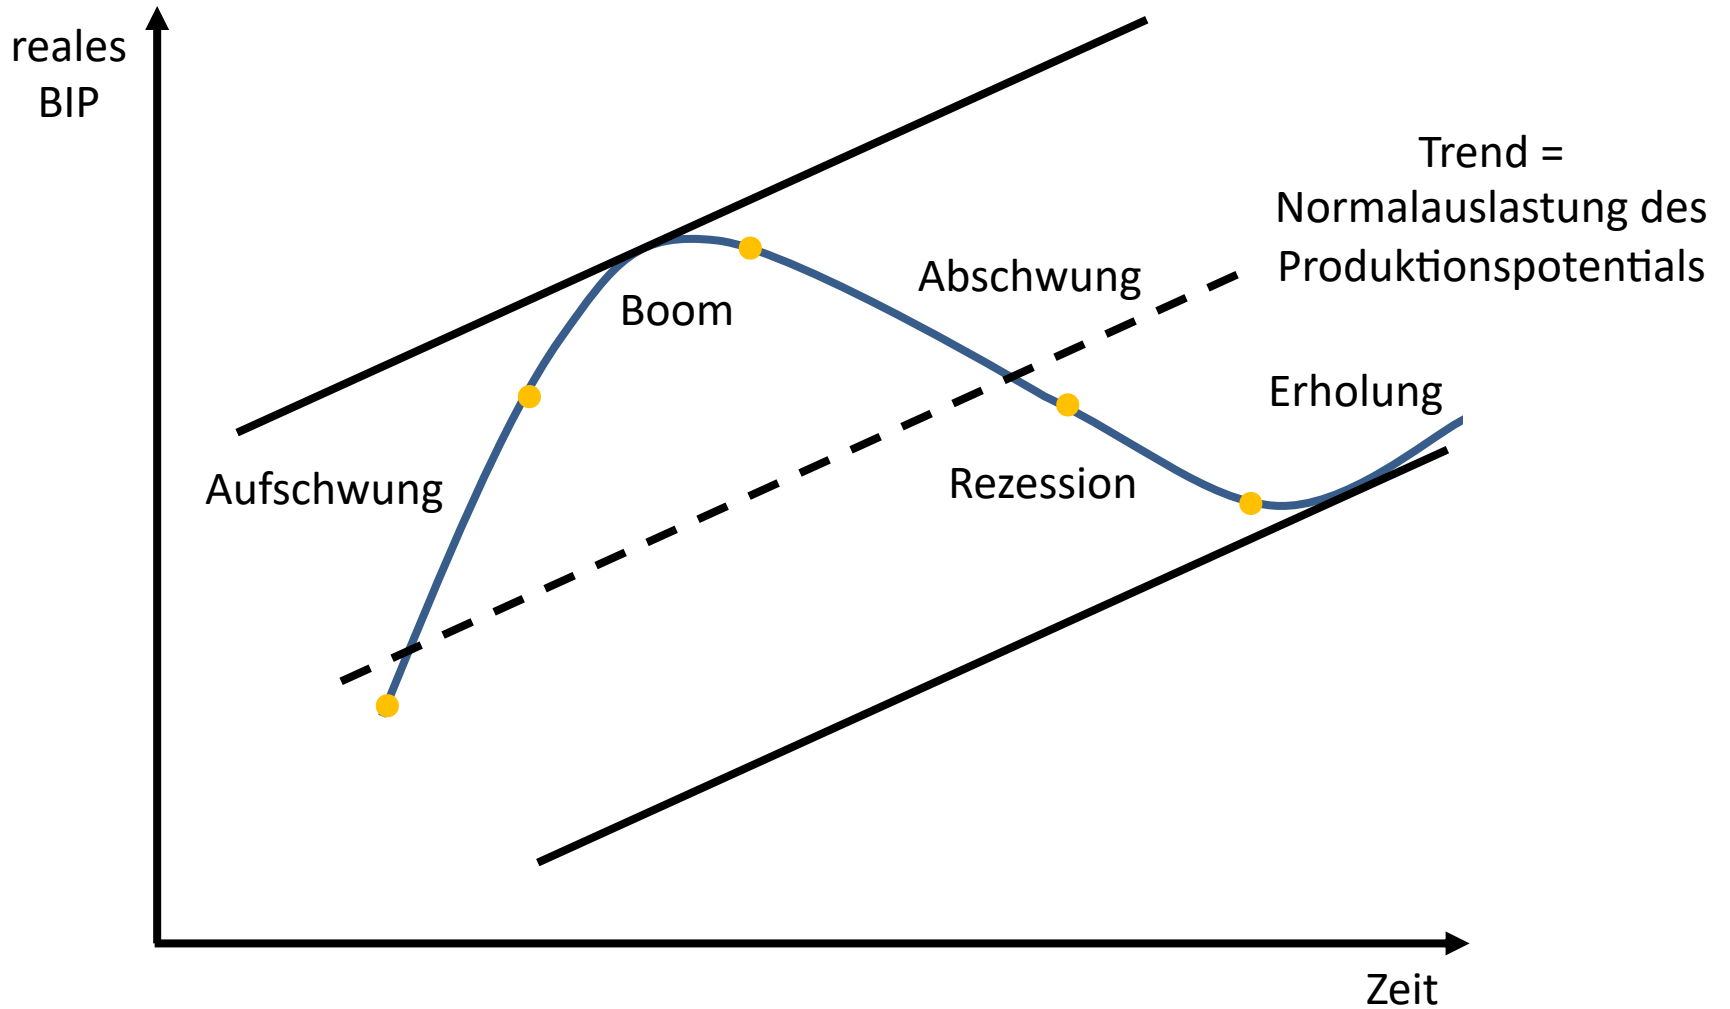 reales
BIP
Trend =
Normalauslastung des
Produktionspotentials
Abschwung
Boom
Erholung
Aufschwung
Rezession
Zeit